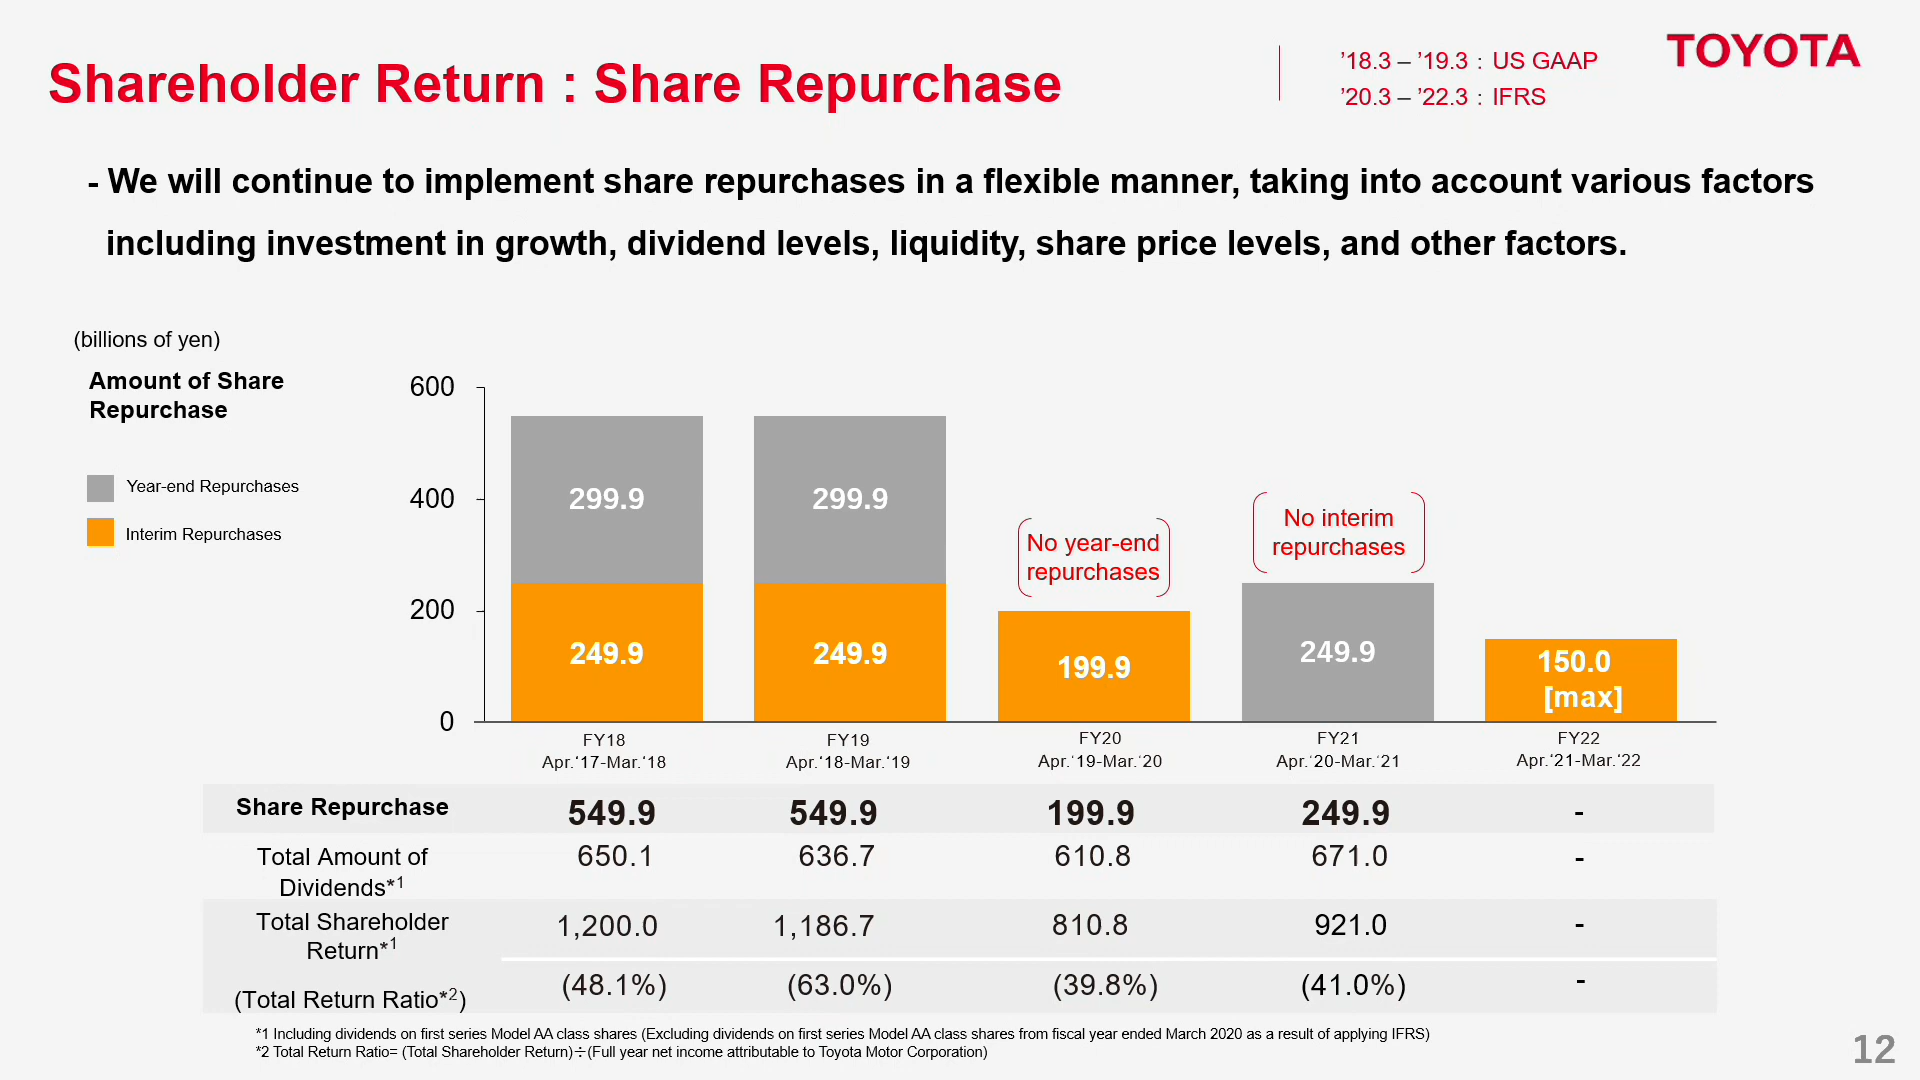 Shareholder Return : Share Repurchase
’18.3 – ’19.3 : US GAAP
’20.3 – ’22.3 : IFRS
TOYOTA
- We will continue to implement share repurchases in a flexible manner, taking into account various factors
including investment in growth, dividend levels, liquidity, share price levels, and other factors.
(billions of yen)
Amount of Share
Repurchase
Year-end Repurchases
Interim Repurchases
600
400
200
0
299.9
249.9
299.9
249.9
No year-end
repurchases
199.9
No interim
repurchases
249.9
150.0
[max]
FY18
Apr.‘17-Mar.‘18
FY19
Apr.‘18-Mar.‘19
FY20
Apr.‘19-Mar.‘20
FY21
Apr.‘20-Mar.‘21
FY22
Apr.‘21-Mar.‘22
Share Repurchase 549.9 549.9 199.9 249.9 -
Total Amount of
Dividends*1 650.1 636.7 610.8 671.0 -
Total Shareholder
Return*1 1,200.0 1,186.7 810.8 921.0 -
(Total Return Ratio*2) (48.1%) (63.0%) (39.8%) (41.0%) -
*1 Including dividends on first series Model AA class shares (Excluding dividends on first series Model AA class shares from fiscal year ended March 2020 as a result of applying IFRS)
*2 Total Return Ratio= (Total Shareholder Return)÷(Full year net income attributable to Toyota Motor Corporation)
12